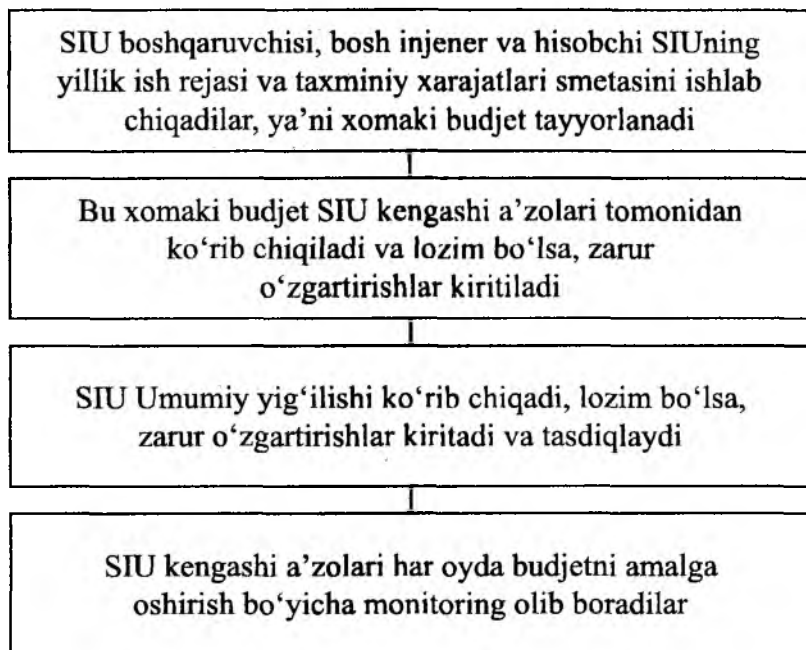 SIU boshqaruvchisi, bosh injener va hisobchi SIUning
yillik ish rejasi va taxminiy xarajatlari smetasini ishlab
chiqadilar, ya’ni xomaki budjet tayyorlanadi
Bu xomaki budjet SIU kengashi a’zolari tomonidan
ko‘rib chiqiladi va lozim bo‘lsa, zarur
o‘zgartirishlar kiritiladi
SIU Umumiy yig‘ilishi ko‘rib chiqadi, lozim bo‘lsa,
zarur o‘zgartirishlar kiritadi va tasdiqlaydi
SIU kengashi a’zolari har oyda budjetni amalga
oshirish bo‘yicha monitoring olib boradilar